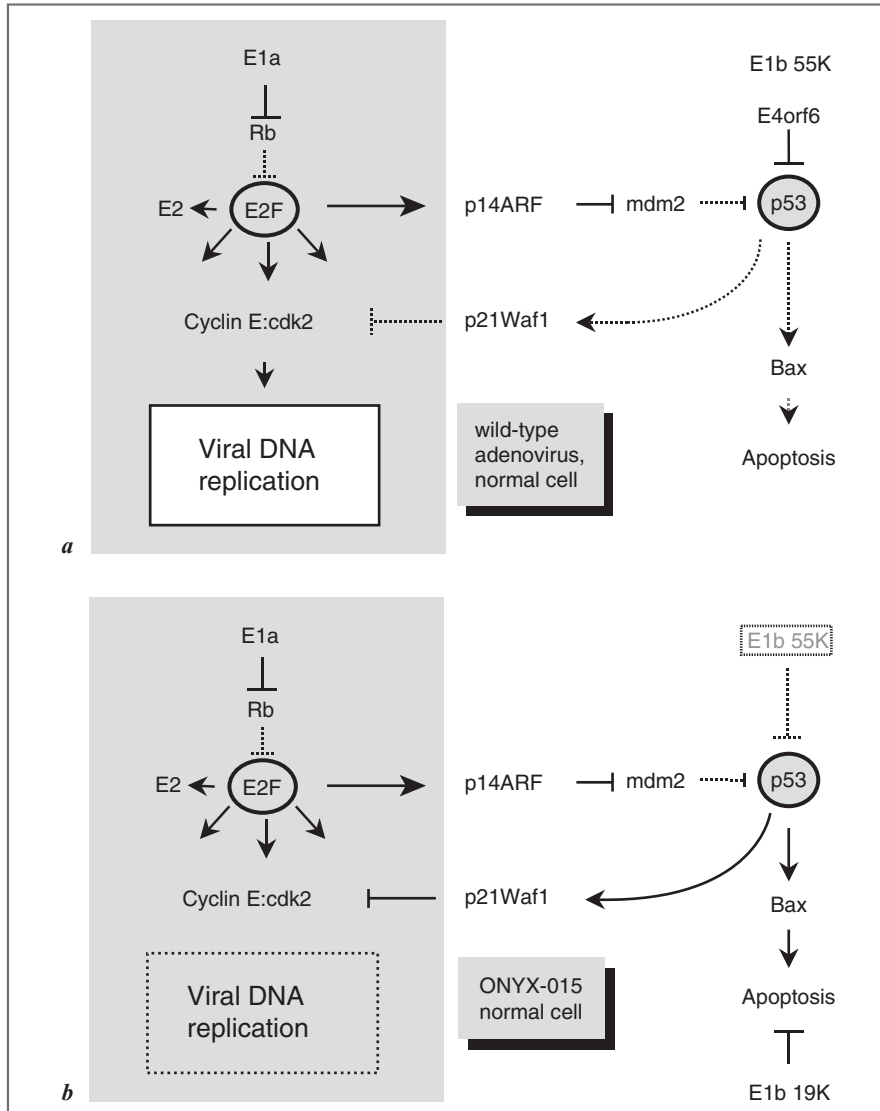 E1a
E1b 55K
Rb
E4orf6
E2
E2F
p14ARF
mdm2
p53
Cyclin E:cdk2
p21Waf1
Bax
Viral DNA
replication
wild-type
adenovirus,
normal cell
Apoptosis
a
E1a
E1b 55K
Rb
E2
E2F
p14ARF
mdm2
p53
Cyclin E:cdk2
p21Waf1
Bax
Viral DNA
replication
ONYX-015
normal cell
Apoptosis
b
E1b 19K